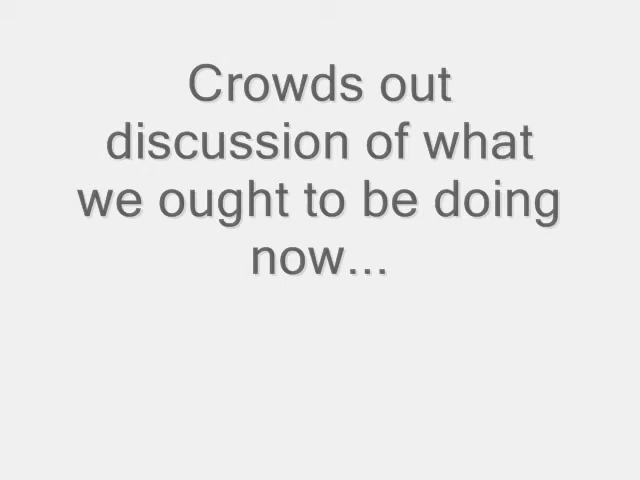 Crowds out
discussion of what
we ought to be doing
now...